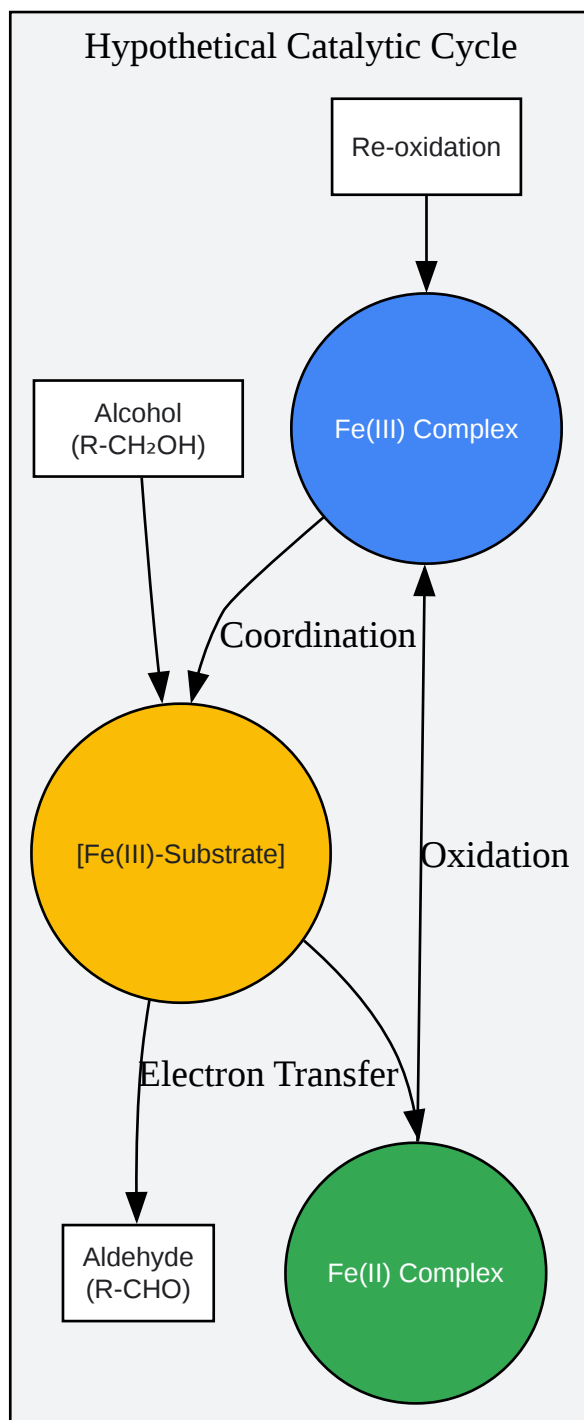 Hypothetical Catalytic Cycle
Re-oxidation
Alcohol
(R-CH₂OH)
Fe(III) Complex
Coordination
[Fe(III)-Substrate]
Oxidation
Electron Transfer
Aldehyde
(R-CHO)
Fe(II) Complex